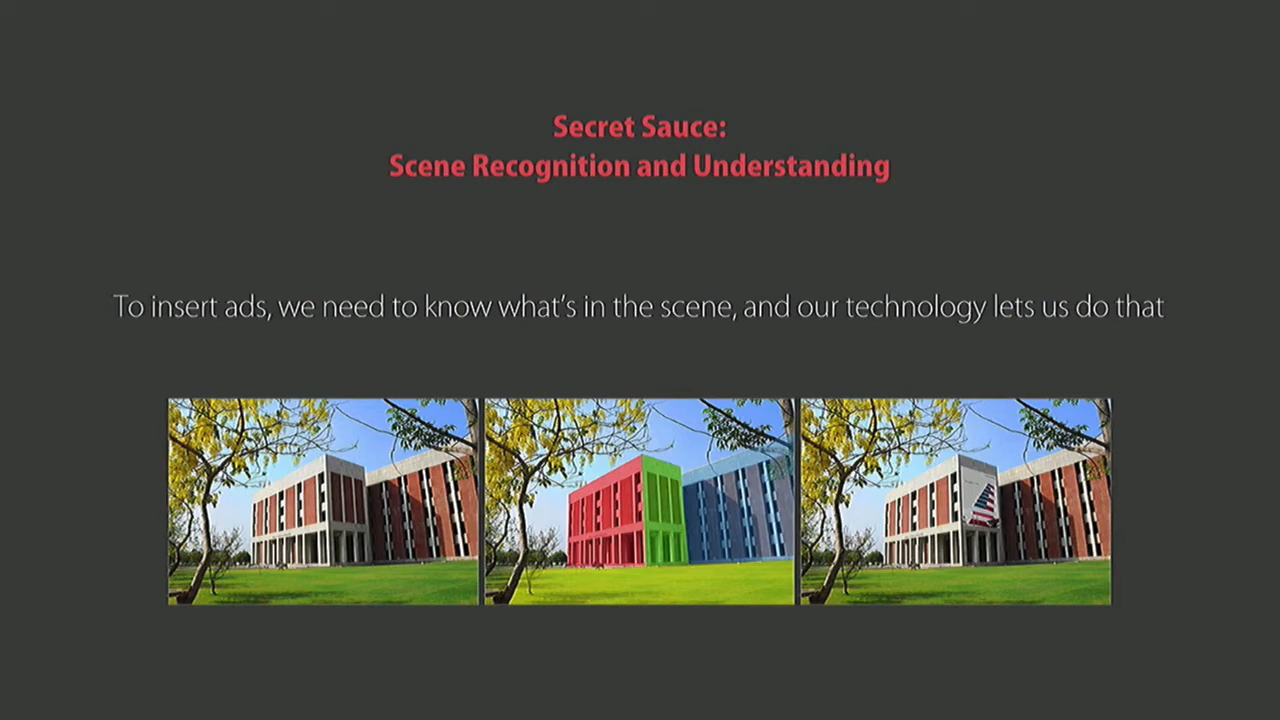 Secret Sauce:
Scene Recognition and Understanding
To insert ads, we need to know what's in the scene, and our technology lets us do that